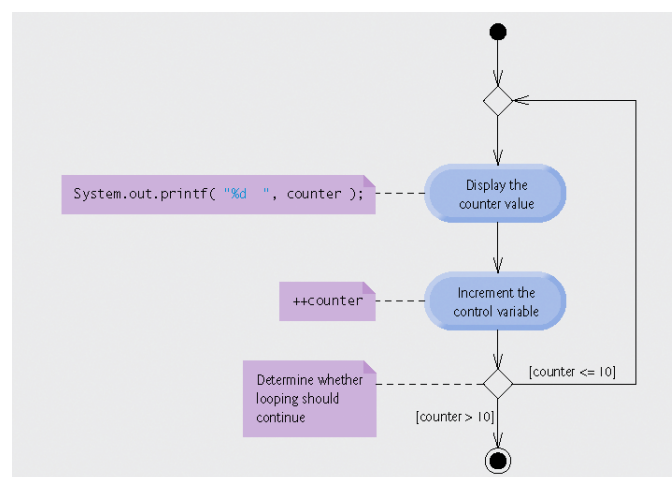 Display the
counter value
System.out.printf( "%d  ", counter );
Increment the
control variable
++counter
Determine whether
looping should
continue
[counter <= 10]
[counter > 10]